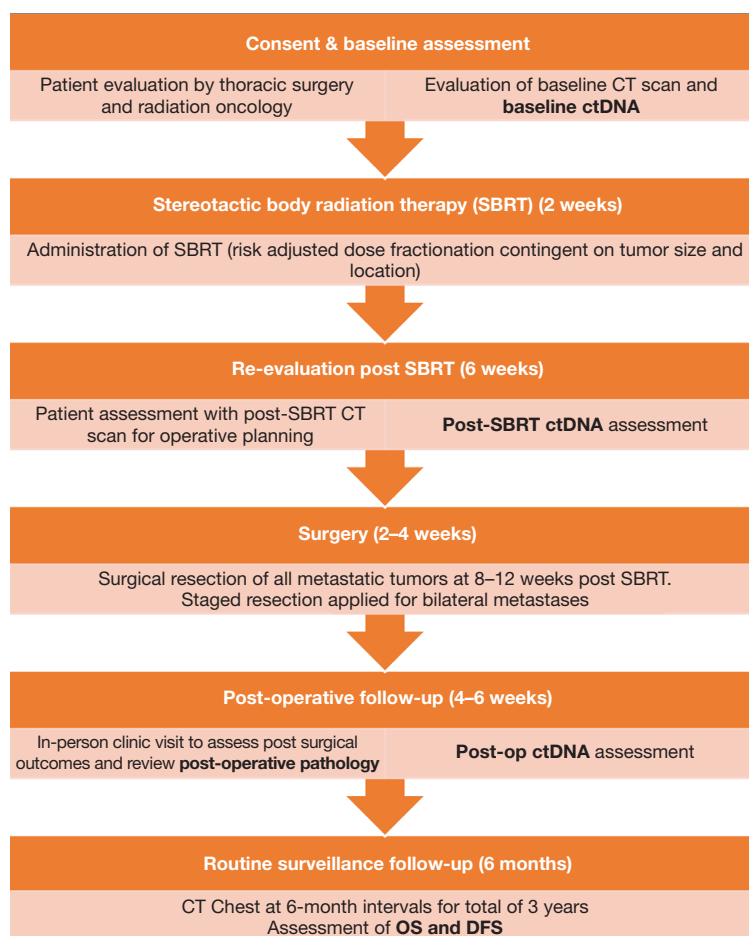 Consent & baseline assessment
Patient evaluation by thoracic surgery
and radiation oncology
Evaluation of baseline CT scan and
baseline ctDNA
Stereotactic body radiation therapy (SBRT) (2 weeks)
Administration of SBRT (risk adjusted dose fractionation contingent on tumor size and
location)
Re-evaluation post SBRT (6 weeks)
Patient assessment with post-SBRT CT
scan for operative planning
Post-SBRT ctDNA assessment
Surgery (2–4 weeks)
Surgical resection of all metastatic tumors at 8–12 weeks post SBRT.
Staged resection applied for bilateral metastases
Post-operative follow-up (4–6 weeks)
In-person clinic visit to assess post surgical
outcomes and review post-operative pathology
Post-op ctDNA assessment
Routine surveillance follow-up (6 months)
CT Chest at 6-month intervals for total of 3 years
Assessment of OS and DFS